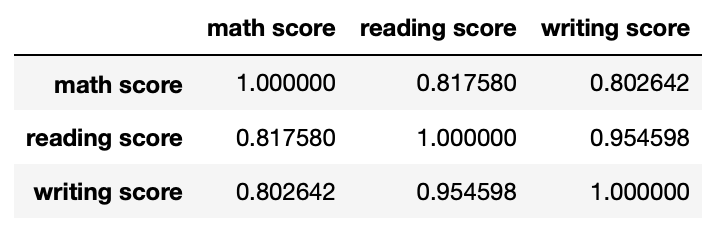 math score reading score writing score
math score 1.000000 0.817580 0.802642
reading score 0.817580 1.000000 0.954598
writing score 0.802642 0.954598 1.000000